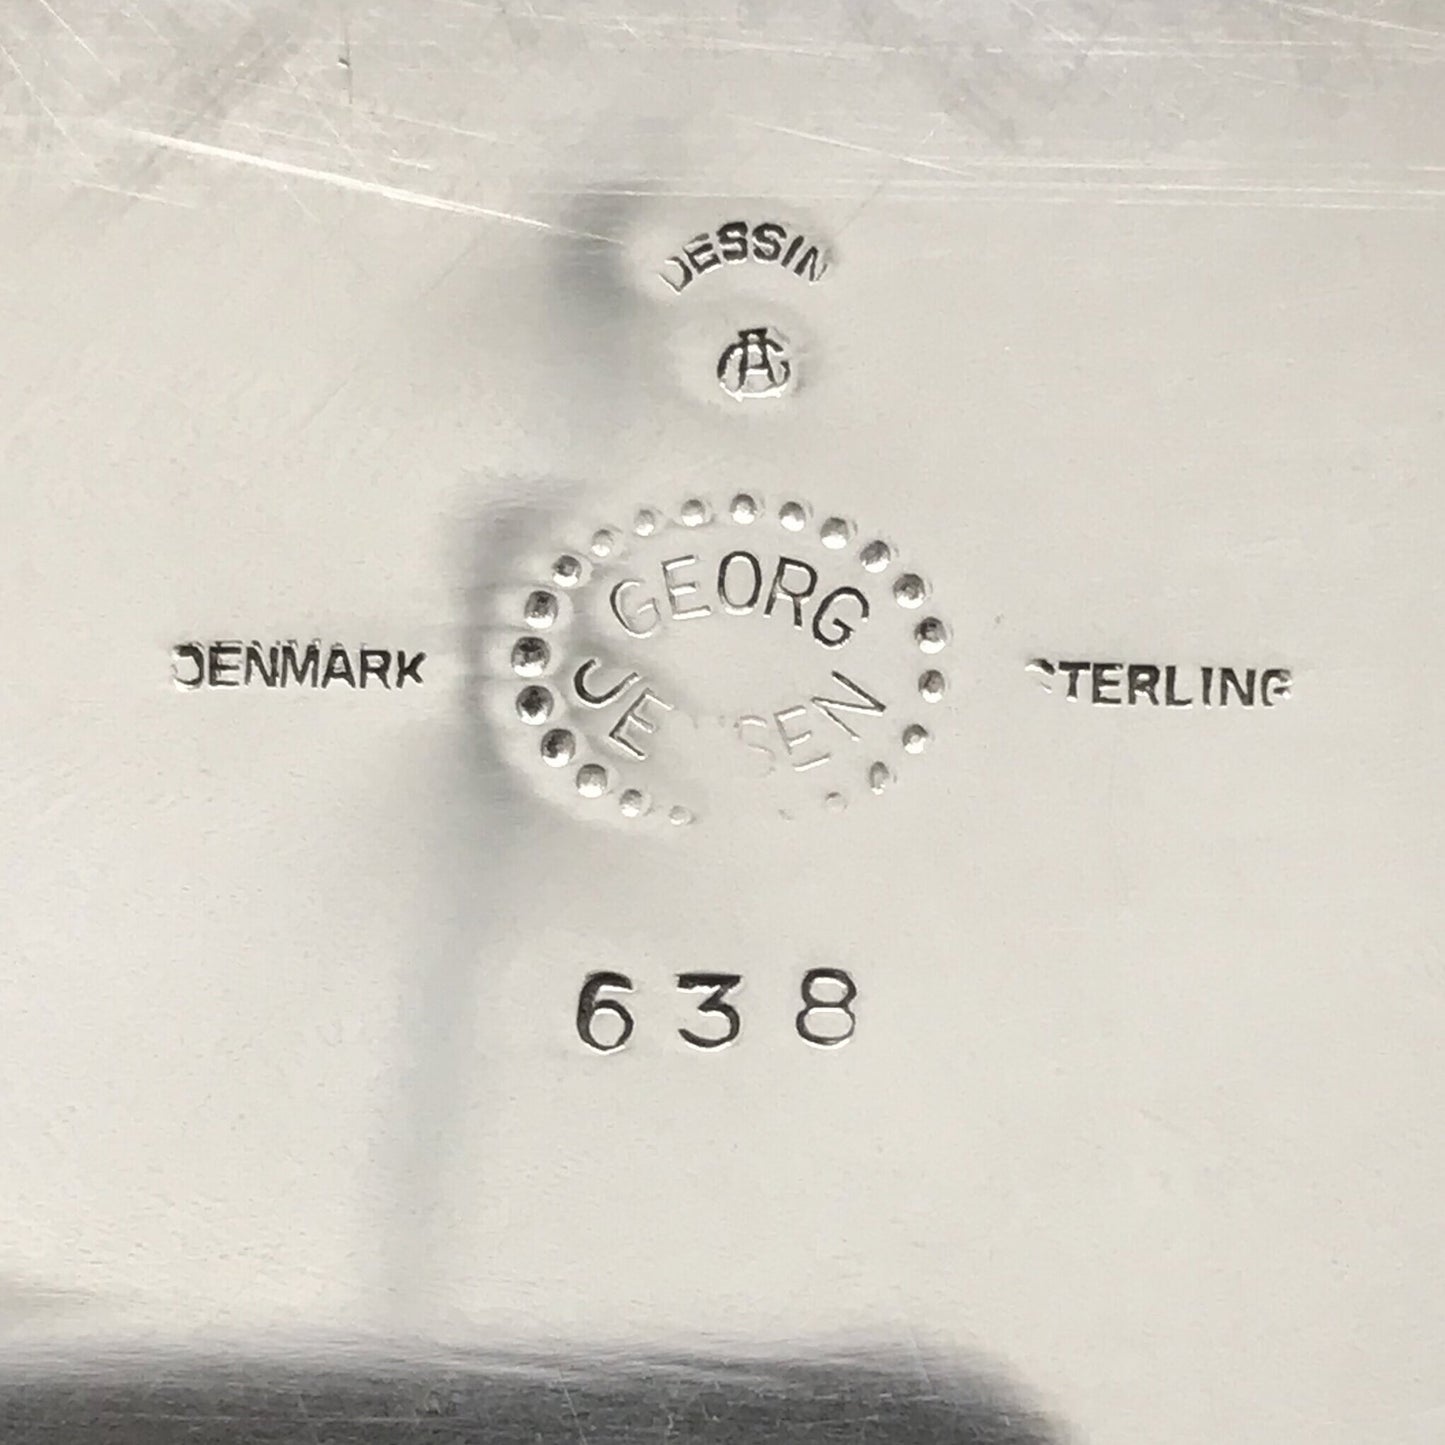 DESSIN
GEORG
JENSEN
DENMARK
STERLING
638